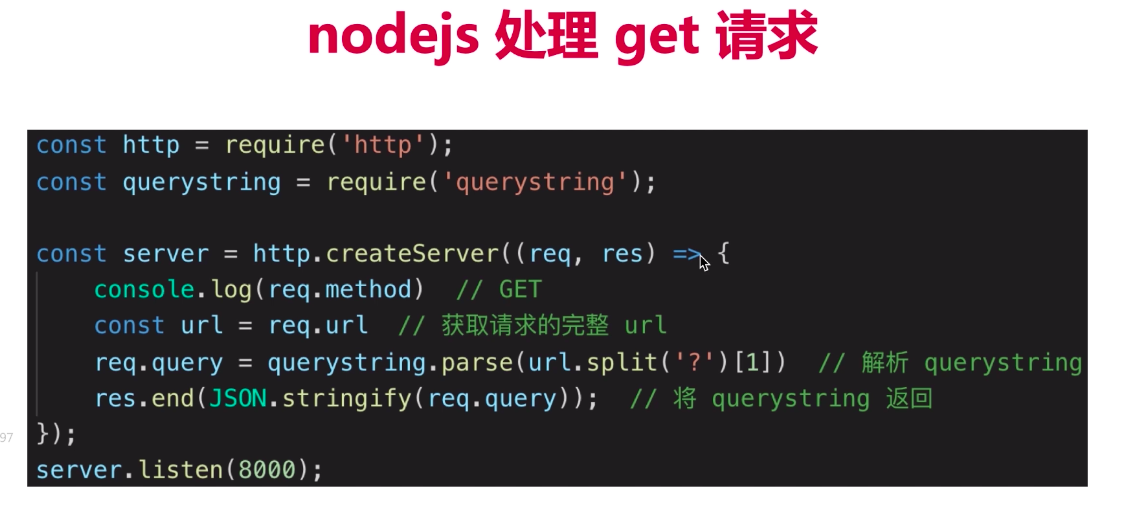 nodejs 处理 get 请求
const http = require('http');
const querystring = require('querystring');
const server = http.createServer((req, res) => {
console.log(req.method)  // GET
const url = req.url  // 获取请求的完整 url
req.query = querystring.parse(url.split('?')[1])  // 解析 querystring
res.end(JSON.stringify(req.query));  // 将 querystring 返回
97
});
server.listen(8000);